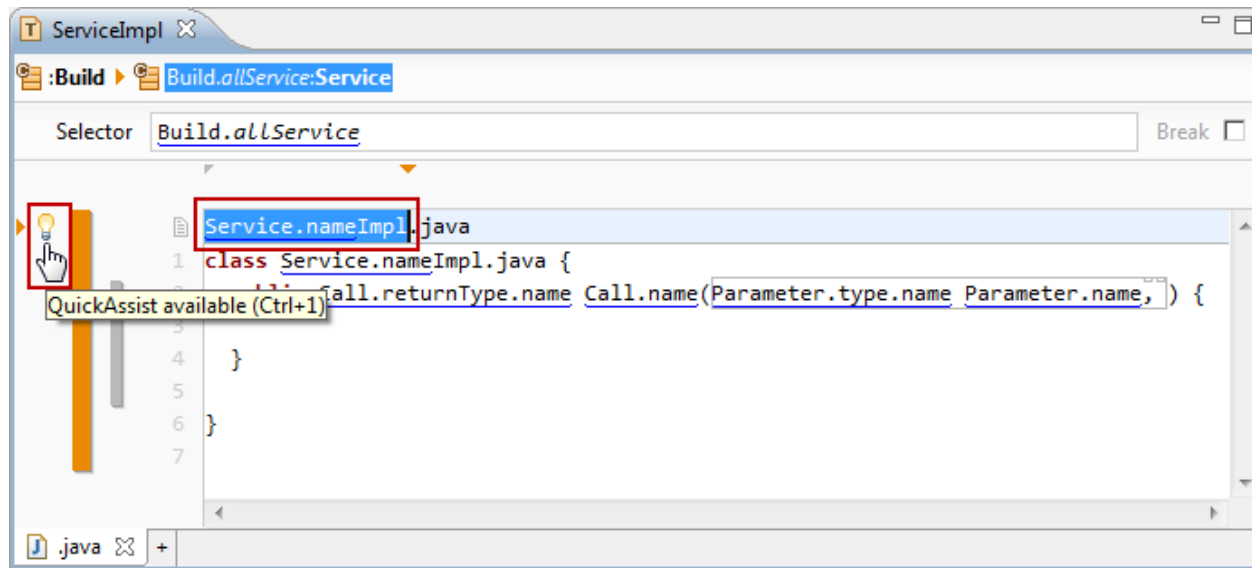 ServiceImpl
:Build Build.allService:Service
Selector Build.allService Break
Service.nameImpl.java
1 class Service.nameImpl.java {
Call.returnType.name Call.name(Parameter.type.name Parameter.name, ) {
QuickAssist available (Ctrl+1)
3
4 }
5
6 }
7
.java +